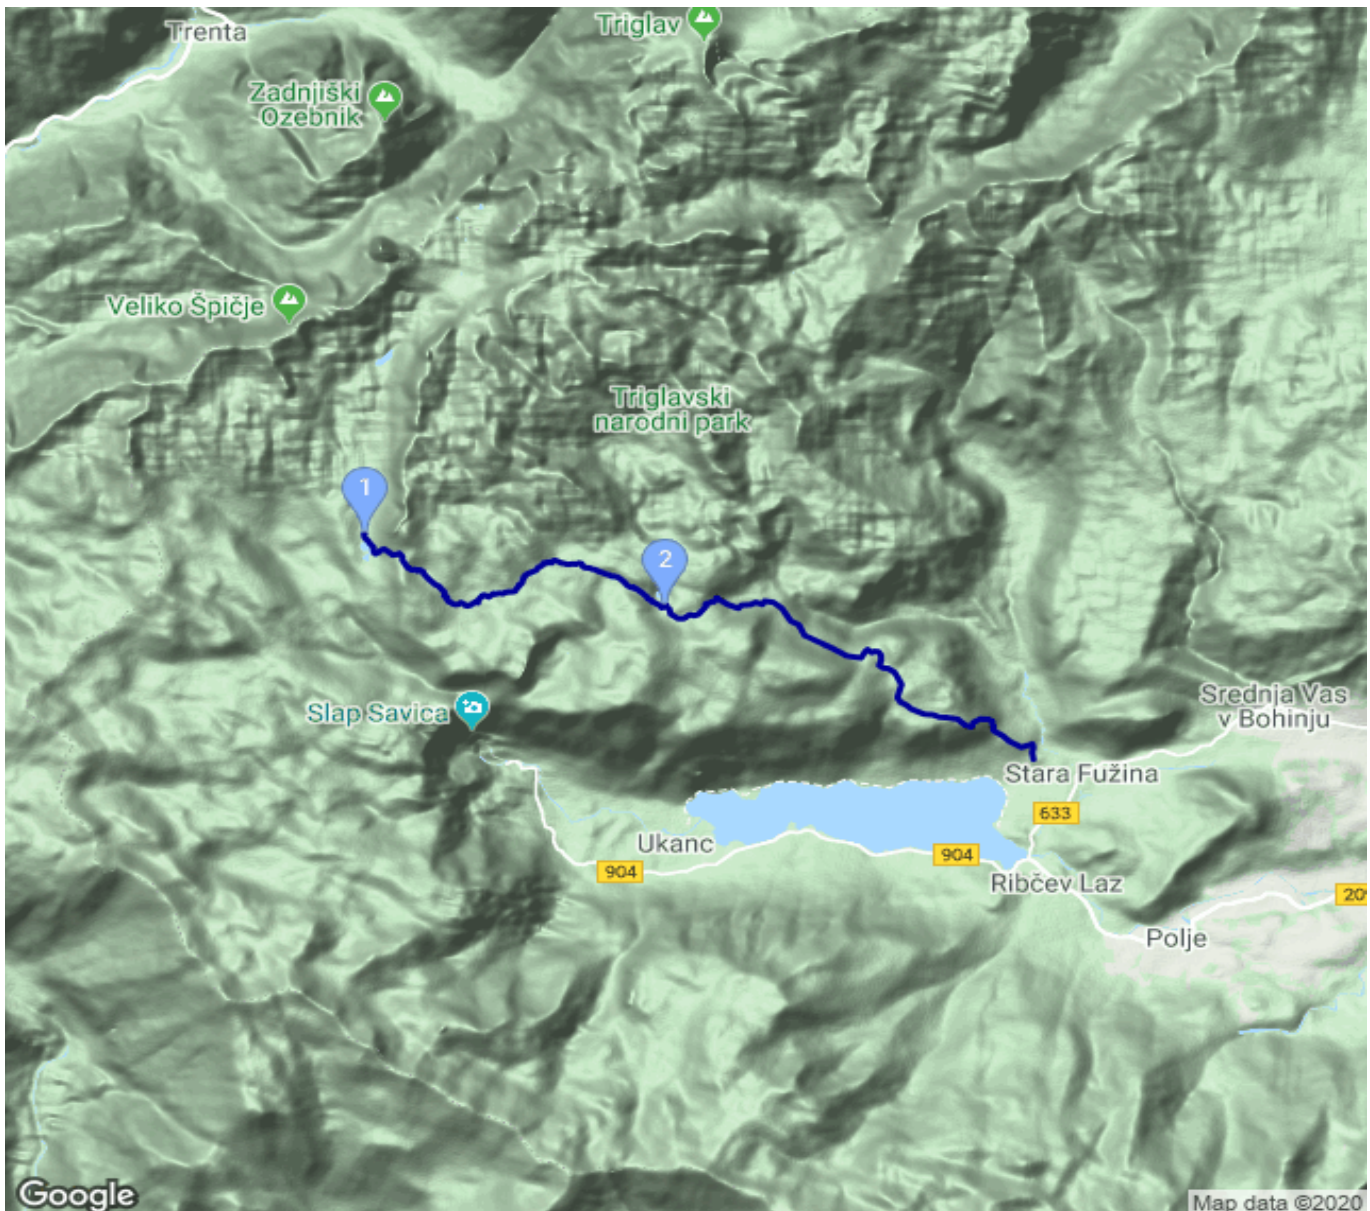 Trenta
Triglav
Zadnjiški
Ozebnik
Veliko Špičje
Triglavski
narodni park
1
2
Slap Savica
Srednja Vas
v Bohinju
Stara Fužina
633
Ukanc
904
904
Ribčev Laz
Polje
Google
Map data ©2020